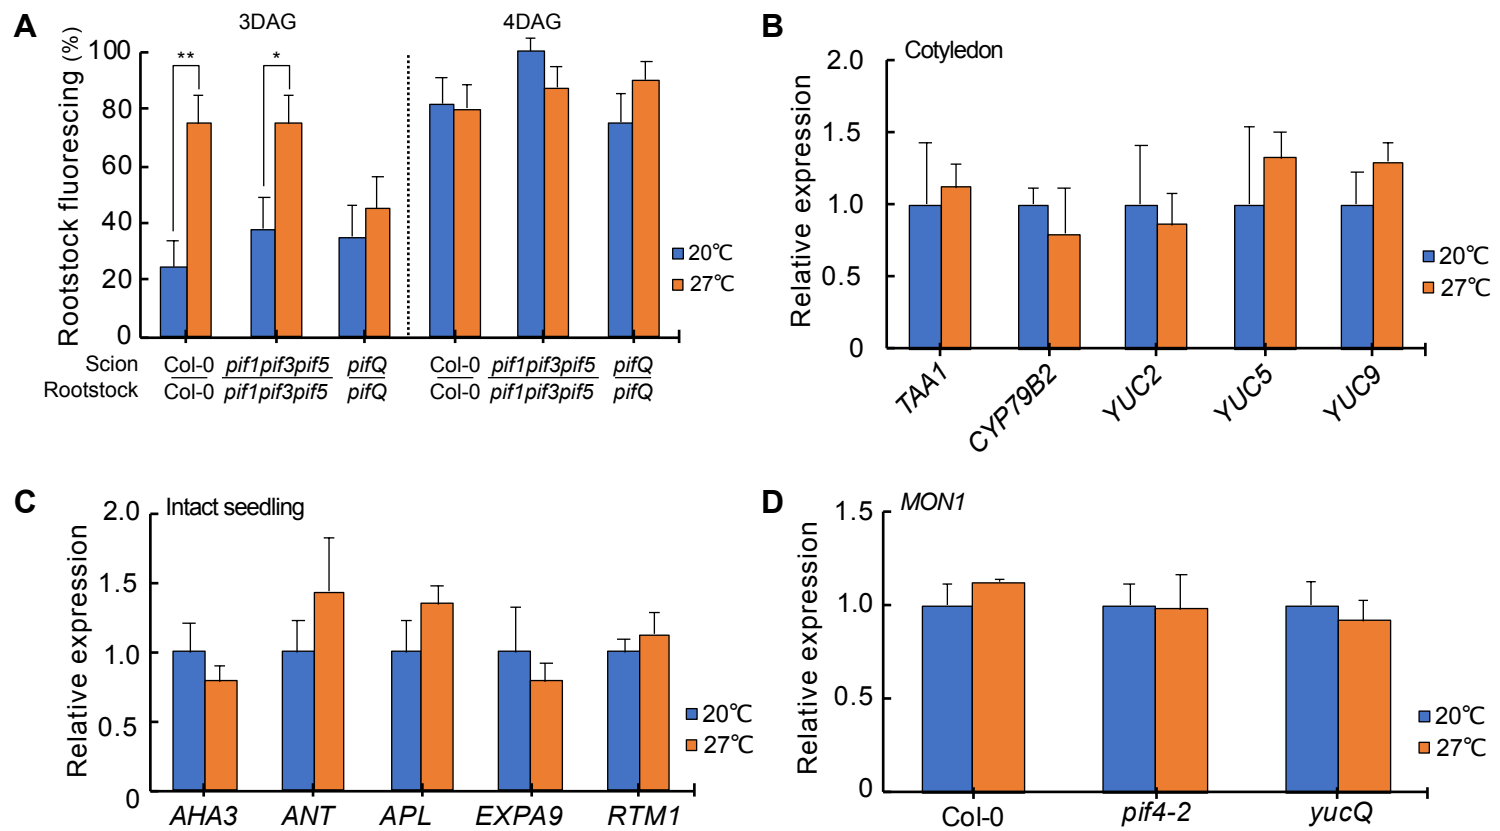 A
3DAG
4DAG
Rootstock fluorescing (%)
100
80
60
40
20
0
**
*
20℃
27℃
Scion Col-0 pif1pif3pif5 pifQ Col-0 pif1pif3pif5 pifQ
Rootstock Col-0 pif1pif3pif5 pifQ Col-0 pif1pif3pif5 pifQ
B
Cotyledon
Relative expression
2.0
1.5
1.0
0.5
0
20℃
27℃
TAA1 CYP79B2 YUC2 YUC5 YUC9
C
Intact seedling
Relative expression
2.0
1.5
1.0
0.5
0
20℃
27℃
AHA3 ANT APL EXPA9 RTM1
D
MON1
Relative expression
1.5
1.0
0.5
0
20℃
27℃
Col-0 pif4-2 yucQ